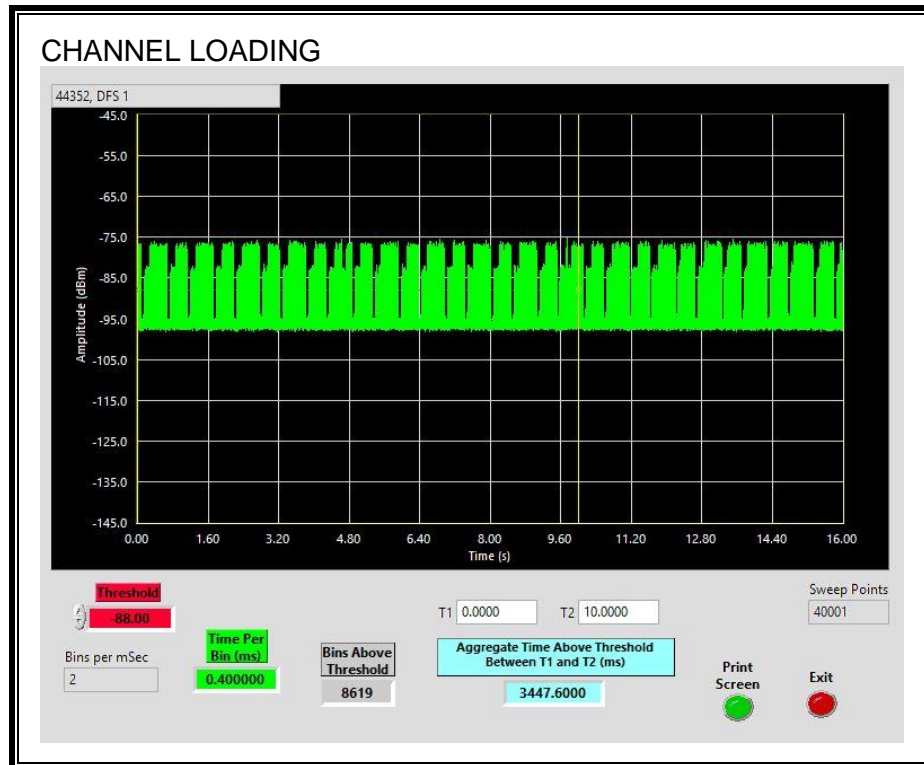 CHANNEL LOADING
44352, DFS 1
-45.0
-55.0
-65.0
-75.0
-85.0
-95.0
-105.0
-115.0
-125.0
-135.0
-145.0
Amplitude (dBm)
0.00 1.60 3.20 4.80 6.40 8.00 9.60 11.20 12.80 14.40 16.00
Time (s)
Threshold
-88.00
Bins per mSec
2
Time Per
Bin (ms)
0.400000
Bins Above
Threshold
8619
T1 0.0000 T2 10.0000
Aggregate Time Above Threshold
Between T1 and T2 (ms)
3447.6000
Sweep Points
40001
Print
Screen
Exit